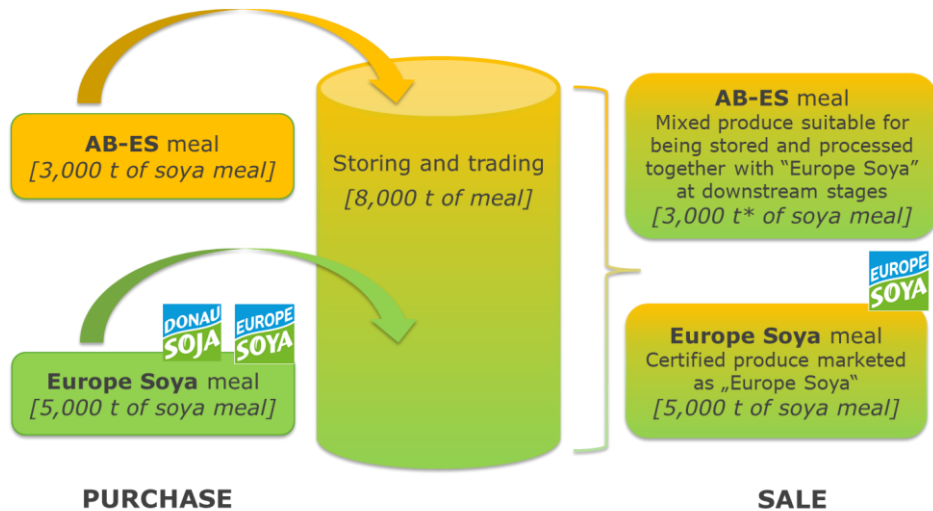 AB-ES meal
[3,000 t of soya meal]
DONAU
SOJA
EUROPE
SOYA
Europe Soya meal
[5,000 t of soya meal]
PURCHASE
Storing and trading
[8,000 t of meal]
AB-ES meal
Mixed produce suitable for
being stored and processed
together with “Europe Soya”
at downstream stages
[3,000 t* of soya meal]
EUROPE
SOYA
Europe Soya meal
Certified produce marketed
as „Europe Soya“
[5,000 t of soya meal]
SALE